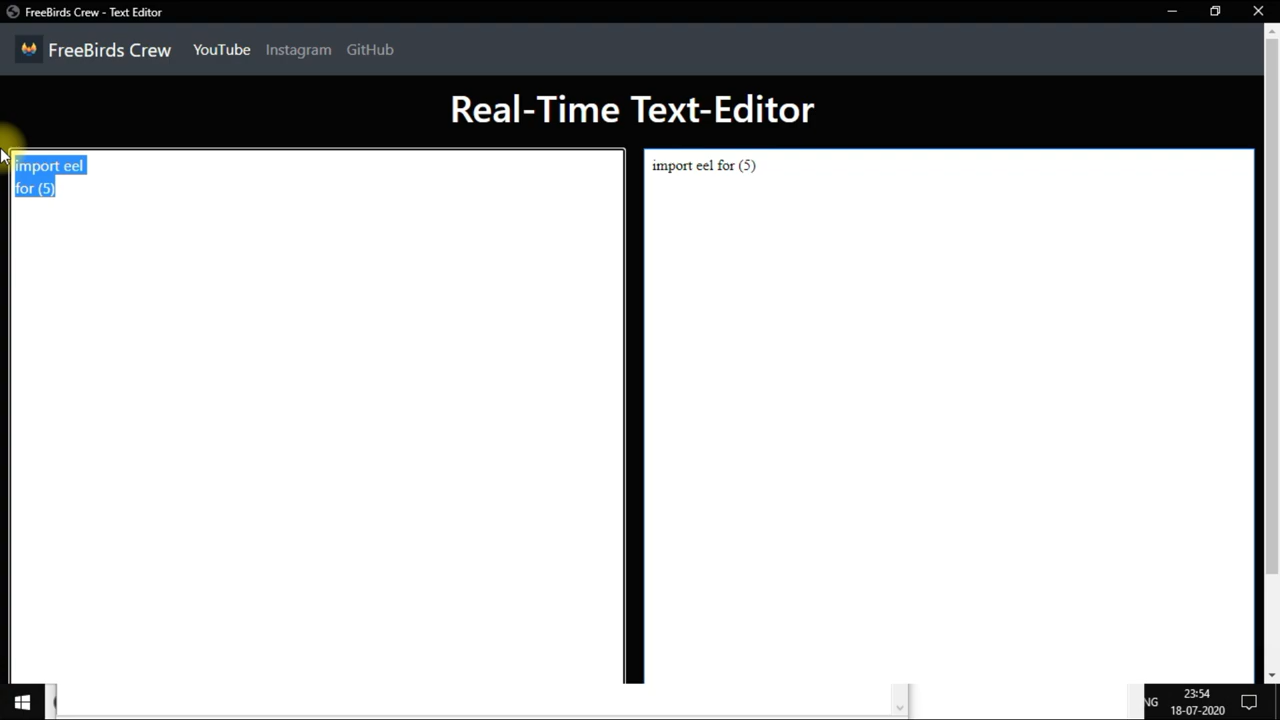 FreeBirds Crew - Text Editor
FreeBirds Crew YouTube Instagram GitHub
Real-Time Text-Editor
import eel
for (5)
import eel for (5)
NG
23:54
18-07-2020